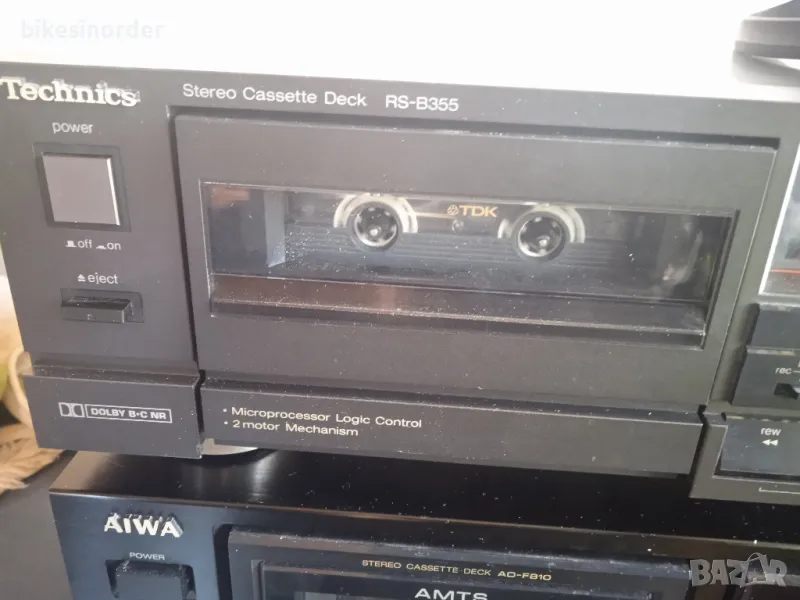 bikesinorder
Technics
Stereo Cassette Deck RS-B355
power
off on
eject
TDK
DOLBY B•C NR
• Microprocessor Logic Control
• 2 motor Mechanism
rec
rew
AIWA
POWER
STEREO CASSETTE DECK AD-F810
AMTS
BAZAR